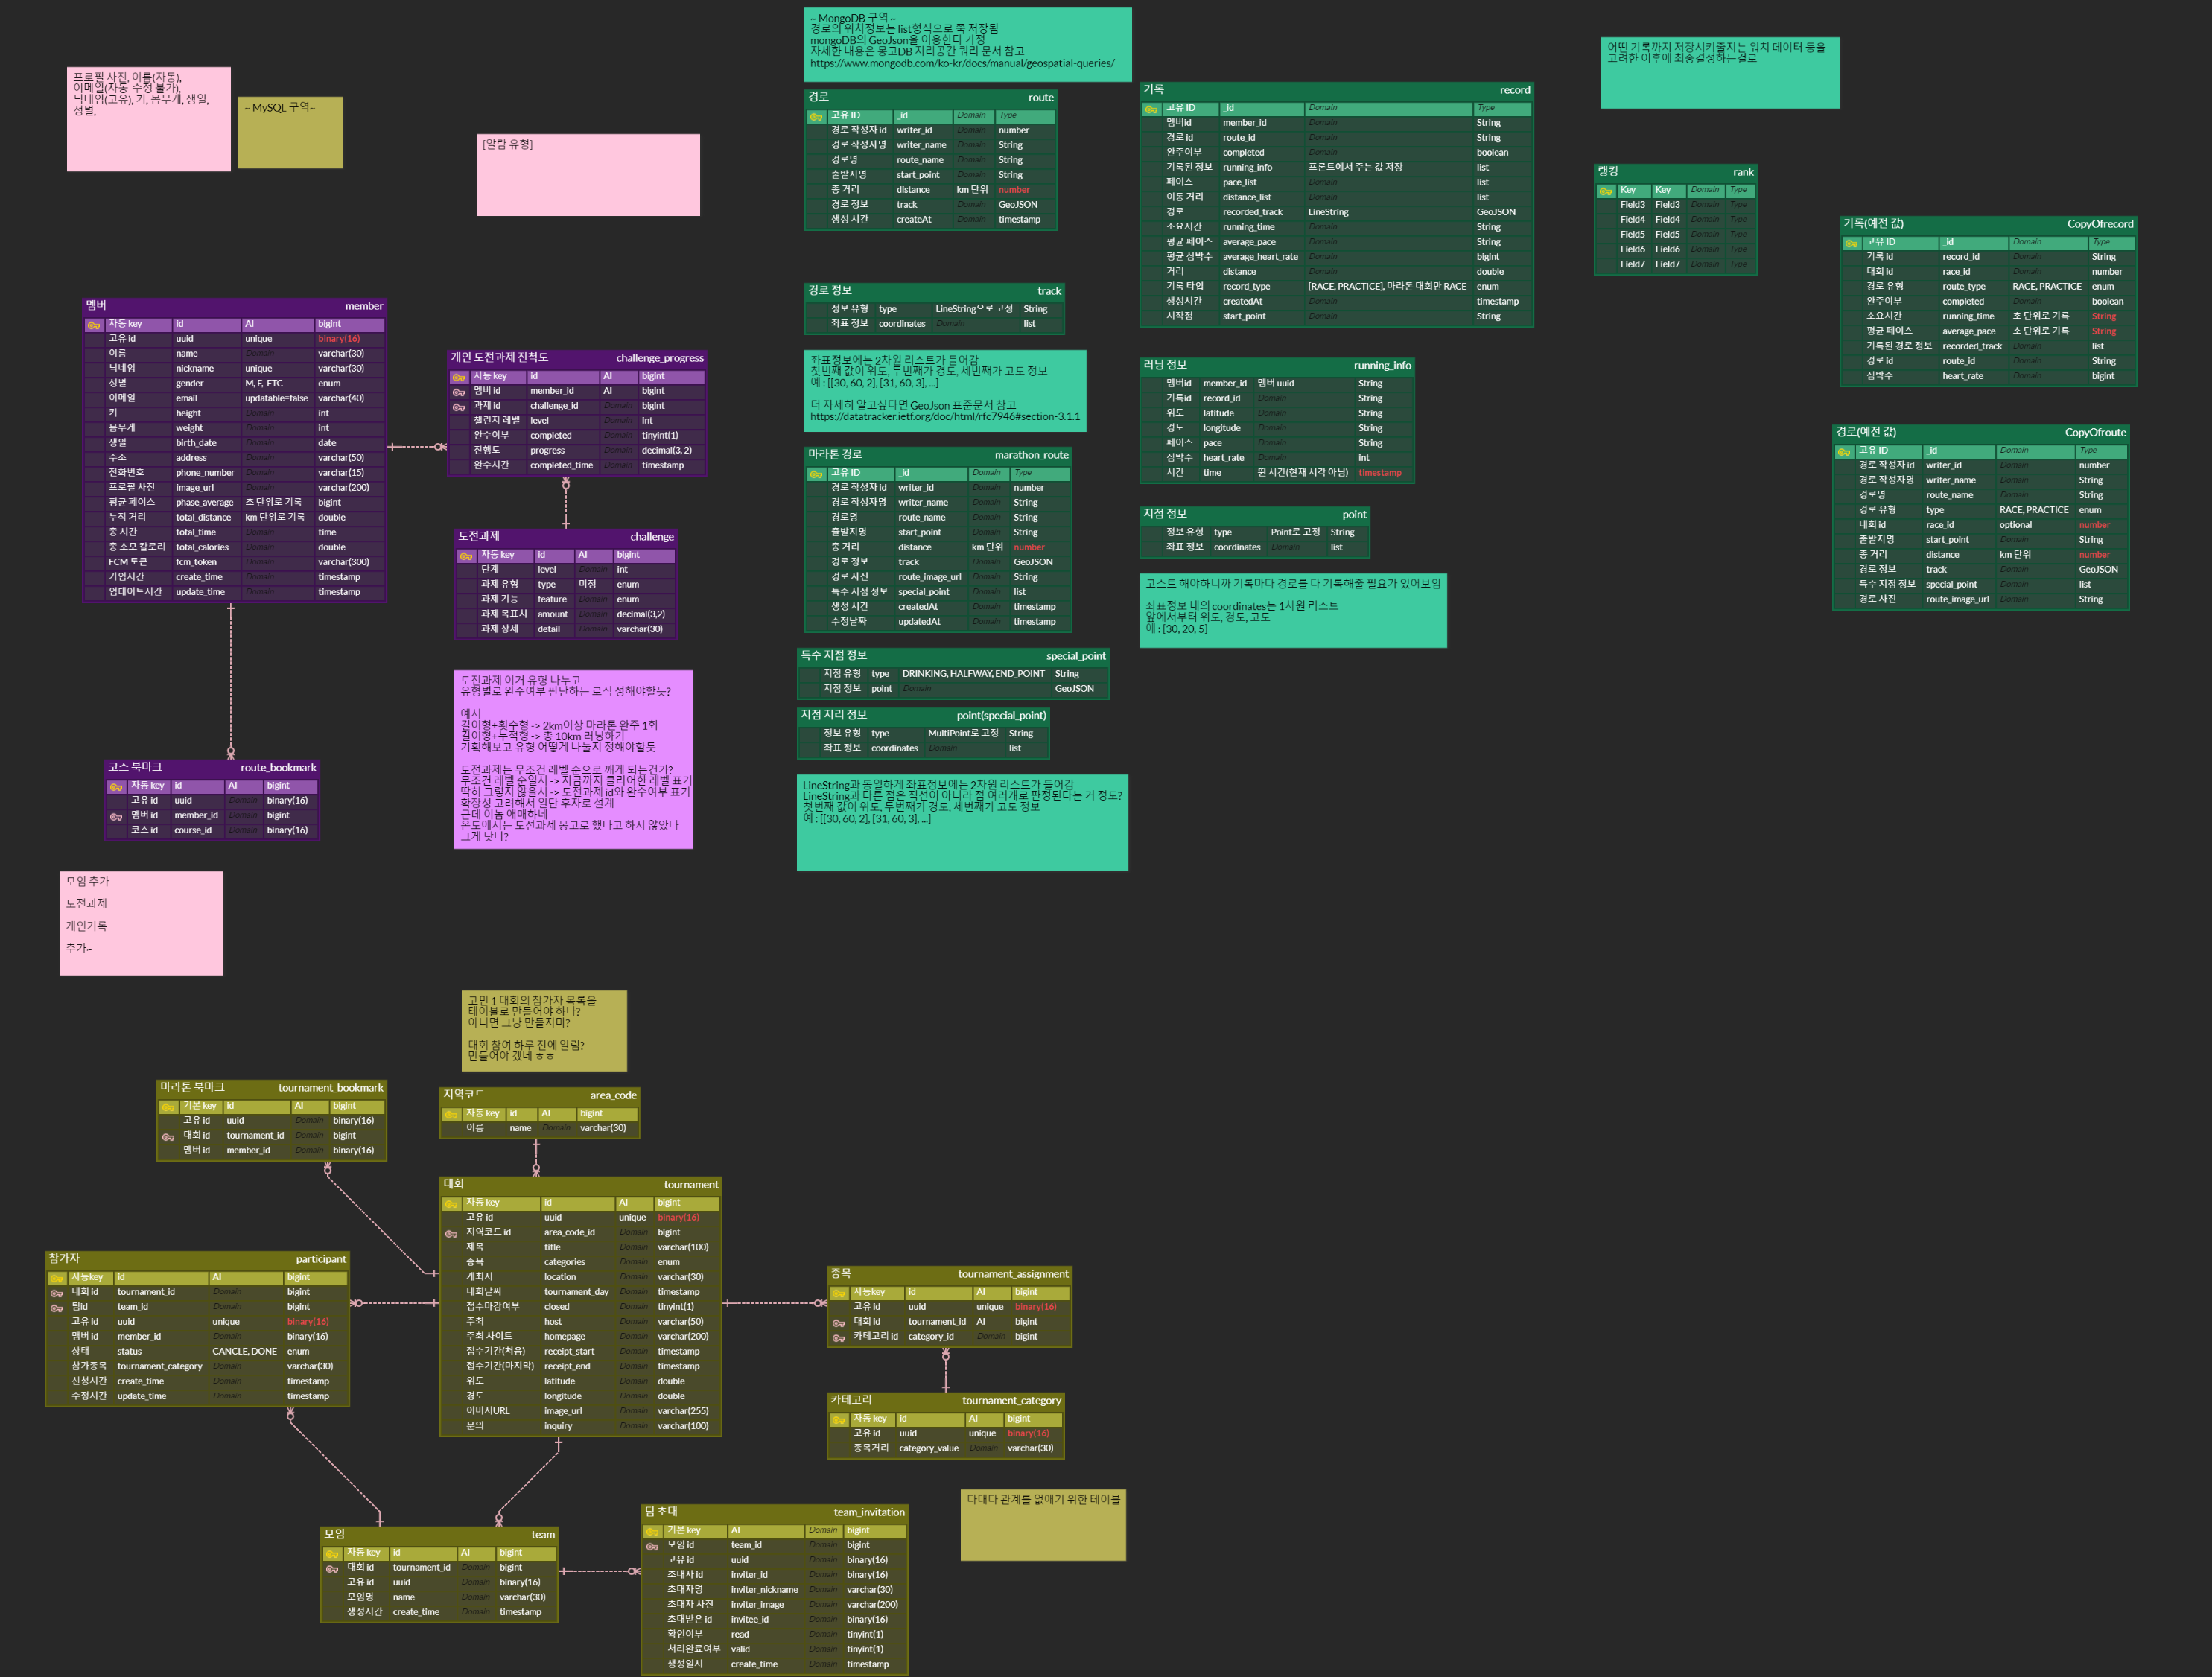 ~ MongoDB 구역 ~
경로의 위치정보는 list형식으로 쭉 저장됨
mongoDB의 GeoJson을 이용한다 가정
자세한 내용은 몽고DB 지리공간 쿼리 문서 참고
https://www.mongodb.com/ko-kr/docs/manual/geospatial-queries/
어떤 기록까지 저장시켜줄지는 워치 데이터 등을
고려한 이후에 최종결정하는걸로
프로필 사진, 이름(자동),
이메일(자동-수정 불가),
닉네임(고유), 키, 몸무게, 생일,
성별,
~ MySQL 구역~
[알람 유형]
경로 route
고유 ID _id Domain Type
경로 작성자 id writer_id Domain number
경로 작성자명 writer_name Domain String
경로명 route_name Domain String
출발지명 start_point Domain String
총 거리 distance km 단위 number
경로 정보 track Domain GeoJSON
생성 시간 createAt Domain timestamp
기록 record
고유 ID _id Domain Type
멤버id member_id Domain String
경로 id route_id Domain String
완주여부 completed Domain boolean
기록된 정보 running_info 프론트에서 주는 값 저장 list
페이스 pace_list Domain list
이동 거리 distance_list Domain list
경로 recorded_track LineString GeoJSON
소요시간 running_time Domain String
평균 페이스 average_pace Domain String
평균 심박수 average_heart_rate Domain bigint
거리 distance Domain double
기록 타입 record_type [RACE, PRACTICE], 마라톤 대회만 RACE enum
생성시간 createdAt Domain timestamp
시작점 start_point Domain String
랭킹 rank
Key Key Domain Type
Field3 Field3 Domain Type
Field4 Field4 Domain Type
Field5 Field5 Domain Type
Field6 Field6 Domain Type
Field7 Field7 Domain Type
기록(예전 값) CopyOfrecord
고유 ID _id Domain Type
기록 id record_id Domain String
대회 id race_id Domain number
경로 유형 route_type RACE, PRACTICE enum
완주여부 completed Domain boolean
소요시간 running_time 초 단위로 기록 String
평균 페이스 average_pace 초 단위로 기록 String
기록된 경로 정보 recorded_track Domain list
경로 id route_id Domain String
심박수 heart_rate Domain bigint
경로 정보 track
정보 유형 type LineString으로 고정 String
좌표 정보 coordinates Domain list
멤버 member
자동 key id AI bigint
고유 id uuid unique binary(16)
이름 name Domain varchar(30)
닉네임 nickname unique varchar(30)
성별 gender M, F, ETC enum
이메일 email updatable=false varchar(40)
키 height Domain int
몸무게 weight Domain int
생일 birth_date Domain date
주소 address Domain varchar(50)
전화번호 phone_number Domain varchar(15)
프로필 사진 image_url Domain varchar(200)
평균 페이스 phase_average 초 단위로 기록 bigint
누적 거리 total_distance km 단위로 기록 double
총 시간 total_time Domain time
총 소모 칼로리 total_calories Domain double
FCM 토큰 fcm_token Domain varchar(300)
가입시간 create_time Domain timestamp
업데이트시간 update_time Domain timestamp
개인 도전과제 진척도 challenge_progress
자동 key id AI bigint
멤버 id member_id AI bigint
과제 id challenge_id Domain bigint
챌린지 레벨 level Domain int
완수여부 completed Domain tinyint(1)
진행도 progress Domain decimal(3, 2)
완수시간 completed_time Domain timestamp
좌표정보에는 2차원 리스트가 들어감
첫번째 값이 위도, 두번째가 경도, 세번째가 고도 정보
예 : [[30, 60, 2], [31, 60, 3], ...]
더 자세히 알고싶다면 GeoJson 표준문서 참고
https://datatracker.ietf.org/doc/html/rfc7946#section-3.1.1
러닝 정보 running_info
멤버id member_id 멤버 uuid String
기록id record_id Domain String
위도 latitude Domain String
경도 longitude Domain String
페이스 pace Domain String
심박수 heart_rate Domain int
시간 time 뛴 시간(현재 시각 아님) timestamp
경로(예전 값) CopyOfroute
고유 ID _id Domain Type
경로 작성자 id writer_id Domain number
경로 작성자명 writer_name Domain String
경로명 route_name Domain String
경로 유형 type RACE, PRACTICE enum
대회 id race_id optional number
출발지명 start_point Domain String
총 거리 distance km 단위 number
경로 정보 track Domain GeoJSON
특수 지점 정보 special_point Domain list
경로 사진 route_image_url Domain String
마라톤 경로 marathon_route
고유 ID _id Domain Type
경로 작성자 id writer_id Domain number
경로 작성자명 writer_name Domain String
경로명 route_name Domain String
출발지명 start_point Domain String
총 거리 distance km 단위 number
경로 정보 track Domain GeoJSON
경로 사진 route_image_url Domain String
특수 지점 정보 special_point Domain list
생성 시간 createdAt Domain timestamp
수정날짜 updatedAt Domain timestamp
지점 정보 point
정보 유형 type Point로 고정 String
좌표 정보 coordinates Domain list
도전과제 challenge
자동 key id AI bigint
단계 level Domain int
과제 유형 type 미정 enum
과제 기능 feature Domain enum
과제 목표치 amount Domain decimal(3,2)
과제 상세 detail Domain varchar(30)
고스트 해야하니까 기록마다 경로를 다 기록해줄 필요가 있어보임
좌표정보 내의 coordinates는 1차원 리스트
앞에서부터 위도, 경도, 고도
예 : [30, 20, 5]
특수 지점 정보 special_point
지점 유형 type DRINKING, HALFWAY, END_POINT String
지점 정보 point Domain GeoJSON
도전과제 이거 유형 나누고
유형별로 완수여부 판단하는 로직 정해야할듯?
예시
길이형+횟수형 -> 2km이상 마라톤 완주 1회
길이형+누적형 -> 총 10km 러닝하기
기획해보고 유형 어떻게 나눌지 정해야할듯
도전과제는 무조건 레벨 순으로 깨게 되는건가?
무조건 레벨 순일시 -> 지금까지 클리어한 레벨 표기
딱히 그렇지 않을시 -> 도전과제 id와 완수여부 표기
확장성 고려해서 일단 후자로 설계
근데 이놈 애매하네
온도에서는 도전과제 몽고로 했다고 하지 않았나
그게 낫나?
지점 지리 정보 point(special_point)
정보 유형 type MultiPoint로 고정 String
좌표 정보 coordinates Domain list
코스 북마크 route_bookmark
자동 key id AI bigint
고유 id uuid Domain binary(16)
멤버 id member_id Domain bigint
코스 id course_id Domain binary(16)
LineString과 동일하게 좌표정보에는 2차원 리스트가 들어감
LineString과 다른 점은 직선이 아니라 점 여러개로 판정된다는 거 정도?
첫번째 값이 위도, 두번째가 경도, 세번째가 고도 정보
예 : [[30, 60, 2], [31, 60, 3], ...]
모임 추가
도전과제
개인기록
추가~
고민 1 대회의 참가자 목록을
테이블로 만들어야 하나?
아니면 그냥 만들지마?
대회 참여 하루 전에 알림?
만들어야 겠네 ㅎㅎ
마라톤 북마크 tournament_bookmark
기본 key id AI bigint
고유 id uuid Domain binary(16)
대회 id tournament_id Domain bigint
멤버 id member_id Domain binary(16)
지역코드 area_code
자동 key id AI bigint
이름 name Domain varchar(30)
대회 tournament
자동 key id AI bigint
고유 id uuid unique binary(16)
지역코드 id area_code_id Domain bigint
제목 title Domain varchar(100)
종목 categories Domain enum
개최지 location Domain varchar(30)
대회날짜 tournament_day Domain timestamp
접수마감여부 closed Domain tinyint(1)
주최 host Domain varchar(50)
주최 사이트 homepage Domain varchar(200)
접수기간(처음) receipt_start Domain timestamp
접수기간(마지막) receipt_end Domain timestamp
위도 latitude Domain double
경도 longitude Domain double
이미지URL image_url Domain varchar(255)
문의 inquiry Domain varchar(100)
참가자 participant
자동key id AI bigint
대회 id tournament_id Domain bigint
팀id team_id Domain bigint
고유 id uuid unique binary(16)
멤버 id member_id Domain binary(16)
상태 status CANCLE, DONE enum
참가종목 tournament_category Domain varchar(30)
신청시간 create_time Domain timestamp
수정시간 update_time Domain timestamp
종목 tournament_assignment
자동key id AI bigint
고유 id uuid unique binary(16)
대회 id tournament_id AI bigint
카테고리 id category_id Domain bigint
카테고리 tournament_category
자동 key id AI bigint
고유 id uuid unique binary(16)
종목거리 category_value Domain varchar(30)
다대다 관계를 없애기 위한 테이블
모임 team
자동 key id AI bigint
대회 id tournament_id Domain bigint
고유 id uuid Domain binary(16)
모임명 name Domain varchar(30)
생성시간 create_time Domain timestamp
팀 초대 team_invitation
기본 key AI Domain bigint
모임 id team_id Domain bigint
고유 id uuid Domain binary(16)
초대자 id inviter_id Domain binary(16)
초대자명 inviter_nickname Domain varchar(30)
초대자 사진 inviter_image Domain varchar(200)
초대받은 id invitee_id Domain binary(16)
확인여부 read Domain tinyint(1)
처리완료여부 valid Domain tinyint(1)
생성일시 create_time Domain timestamp